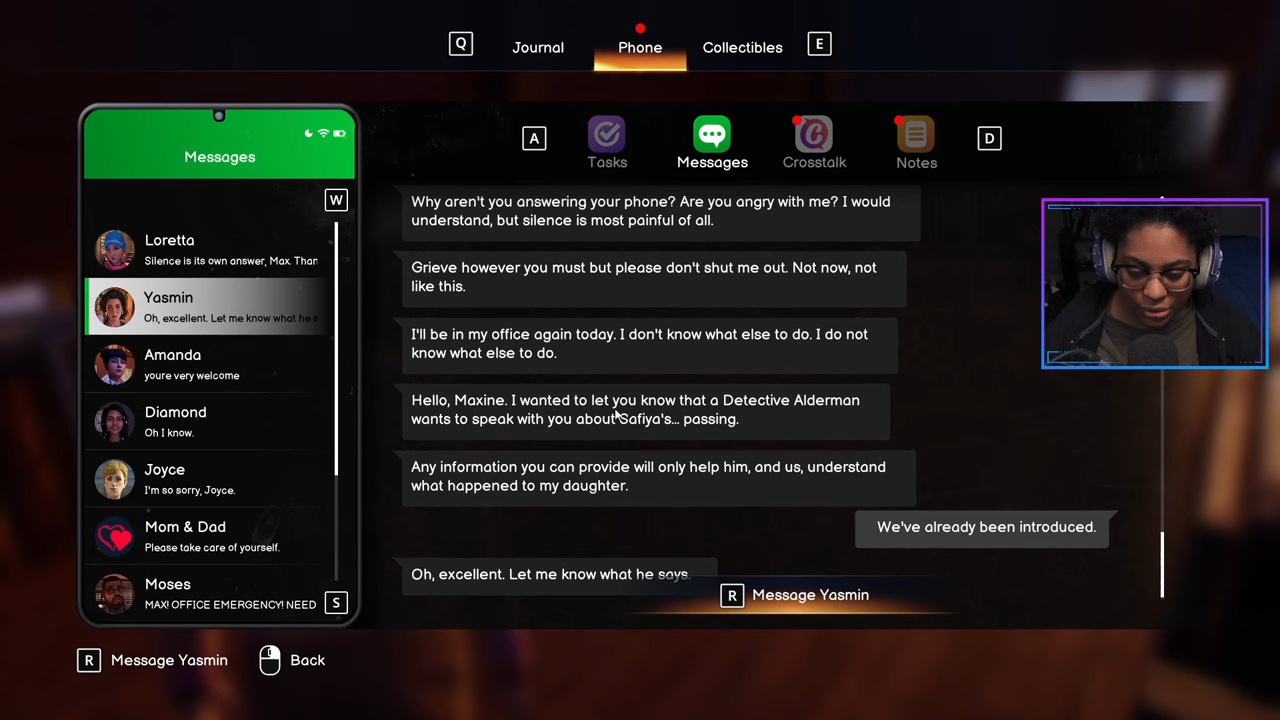 Q
Journal
Phone
Collectibles
E
Messages
A
Tasks
Messages
Crosstalk
Notes
D
W
Loretta
Silence is its own answer, Max. Than
Yasmin
Oh, excellent. Let me know what he s
Amanda
youre very welcome
Diamond
Oh I know.
Joyce
I'm so sorry, Joyce.
Mom & Dad
Please take care of yourself.
Moses
MAX! OFFICE EMERGENCY! NEED
S
Why aren't you answering your phone? Are you angry with me? I would
understand, but silence is most painful of all.
Grieve however you must but please don't shut me out. Not now, not
like this.
I'll be in my office again today. I don't know what else to do. I do not
know what else to do.
Hello, Maxine. I wanted to let you know that a Detective Alderman
wants to speak with you about Safiya's... passing.
Any information you can provide will only help him, and us, understand
what happened to my daughter.
We've already been introduced.
Oh, excellent. Let me know what he says.
R Message Yasmin
R Message Yasmin
Back